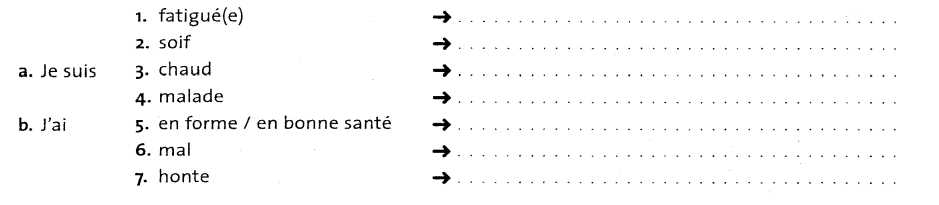 1. fatigué(e) → ........................................
2. soif → ........................................
a. Je suis 3. chaud → ........................................
4. malade → ........................................
b. J'ai 5. en forme / en bonne santé → ........................................
6. mal → ........................................
7. honte → ........................................